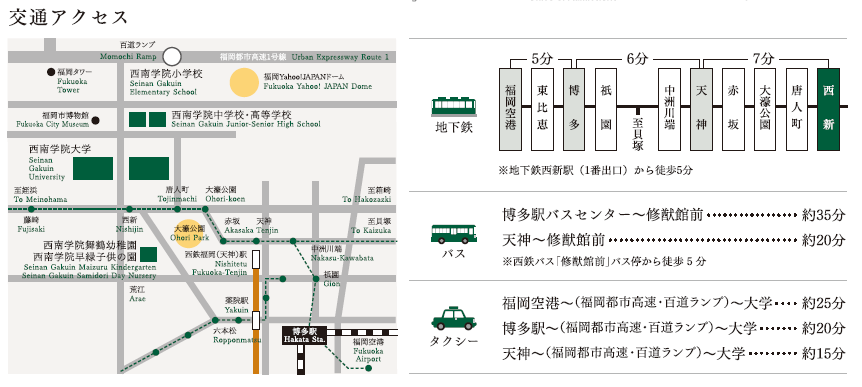 交通アクセス
百道ランプ
Momochi Ramp
福岡都市高速1号線 Urban Expressway Route 1
福岡タワー
Fukuoka
Tower
西南学院小学校
Seinan Gakuin
Elementary School
福岡Yahoo!JAPANドーム
Fukuoka Yahoo! JAPAN Dome
福岡市博物館
Fukuoka City Museum
西南学院中学校・高等学校
Seinan Gakuin Junior-Senior High School
西南学院大学
Seinan
Gakuin
University
至姪浜
To Meinohama
唐人町
Tojinmachi
大濠公園
Ohori-koen
至箱崎
To Hakozaki
藤崎
Fujisaki
西新
Nishijin
大濠公園
Ohori Park
赤坂
Akasaka
天神
Tenjin
至貝塚
To Kaizuka
西南学院舞鶴幼稚園
西南学院早緑子供の園
Seinan Gakuin Maizuru Kindergarten
Seinan Gakuin Samidori Day Nursery
西鉄福岡(天神)駅
Nishitetu
Fukuoka-Tenjin
中洲川端
Nakasu-Kawabata
祇園
Gion
荒江
Arae
薬院駅
Yakuin
六本松
Ropponmatsu
博多駅
Hakata Sta.
福岡空港
Fukuoka
Airport
5分
6分
7分
地下鉄
福岡空港
東比恵
博多
祇園
至貝塚
中洲川端
天神
赤坂
大濠公園
唐人町
西新
※地下鉄西新駅（1番出口）から徒歩5分
バス
博多駅バスセンター〜修猷館前 約35分
天神〜修猷館前 約20分
※西鉄バス「修猷館前」バス停から徒歩 5 分
タクシー
福岡空港〜（福岡都市高速・百道ランプ）〜大学 約25分
博多駅〜（福岡都市高速・百道ランプ）〜大学 約20分
天神〜（福岡都市高速・百道ランプ）〜大学 約15分